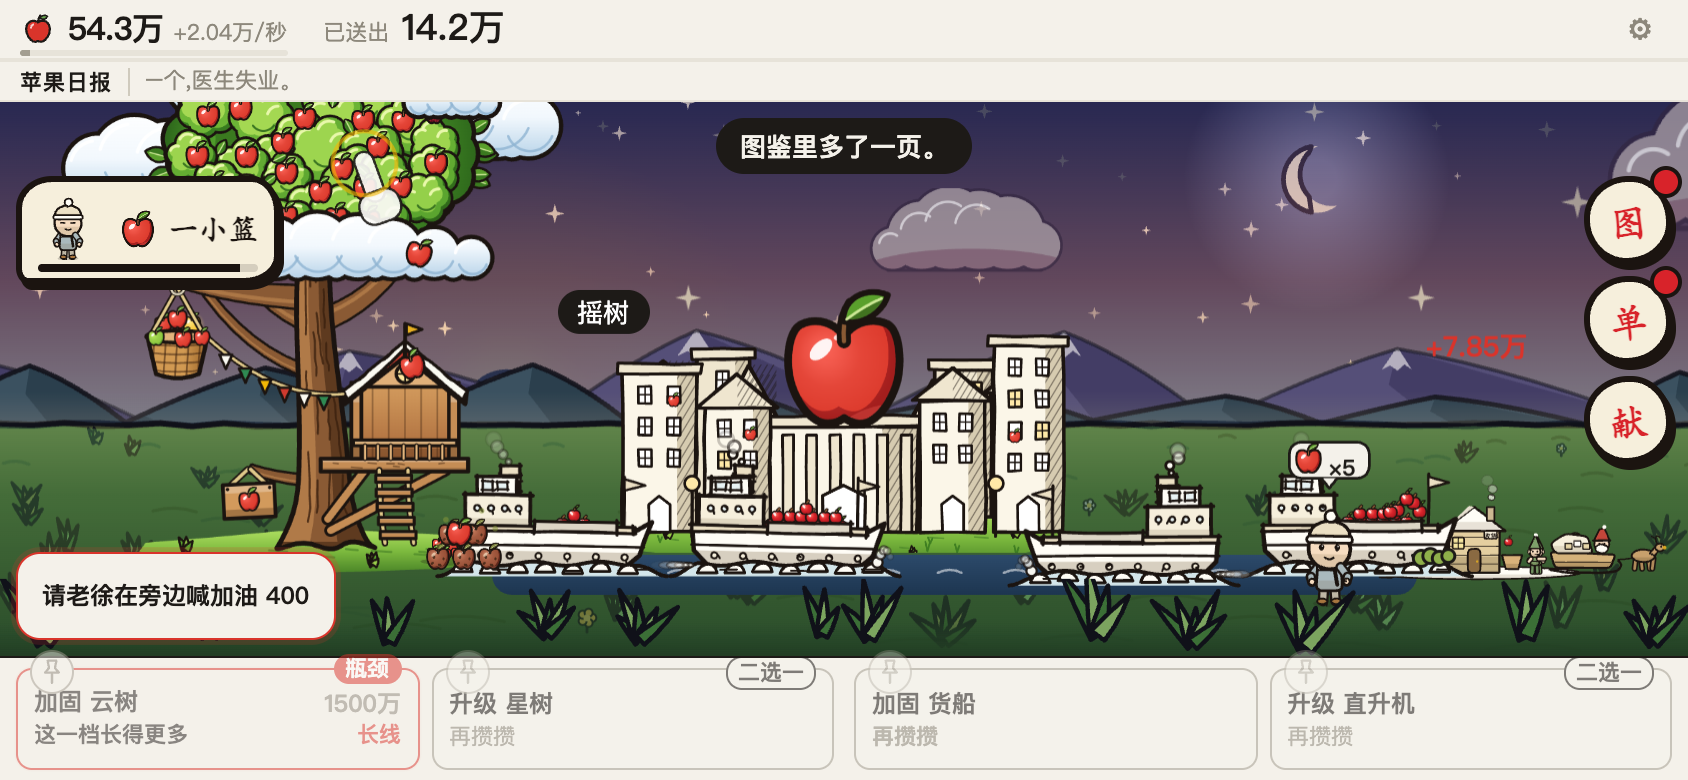 54.3万 +2.04万/秒 已送出 14.2万
苹果日报 一个,医生失业。
图鉴里多了一页。
一小篮
图
摇树
单
+7.85万
献
×5
请老徐在旁边喊加油 400
瓶颈
加固 云树 1500万
这一档长得更多 长线
二选一
升级 星树
再攒攒
加固 货船
再攒攒
二选一
升级 直升机
再攒攒